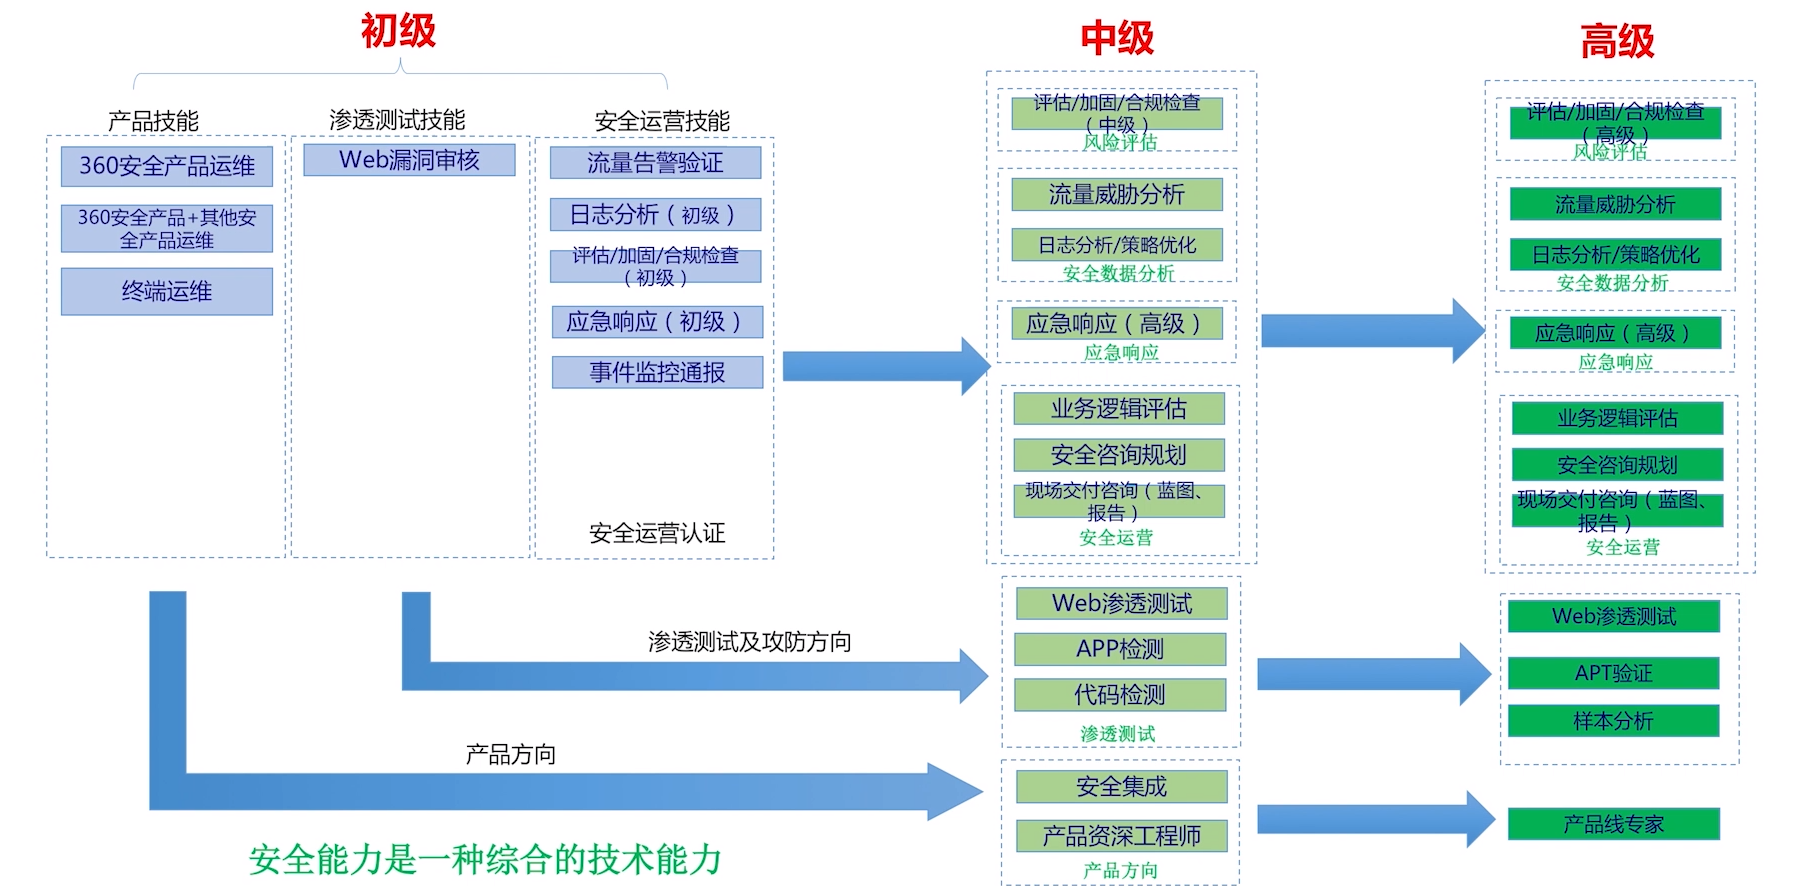 初级
产品技能
360安全产品运维
360安全产品+其他安
全产品运维
终端运维
渗透测试技能
Web漏洞审核
安全运营技能
流量告警验证
日志分析（初级）
评估/加固/合规检查
（初级）
应急响应（初级）
事件监控通报
安全运营认证
渗透测试及攻防方向
产品方向
安全能力是一种综合的技术能力
中级
评估/加固/合规检查
（中级）
风险评估
流量威胁分析
日志分析/策略优化
安全数据分析
应急响应（高级）
应急响应
业务逻辑评估
安全咨询规划
现场交付咨询（蓝图、
报告）
安全运营
Web渗透测试
APP检测
代码检测
渗透测试
安全集成
产品资深工程师
产品方向
高级
评估/加固/合规检查
（高级）
风险评估
流量威胁分析
日志分析/策略优化
安全数据分析
应急响应（高级）
应急响应
业务逻辑评估
安全咨询规划
现场交付咨询（蓝图、
报告）
安全运营
Web渗透测试
APT验证
样本分析
产品线专家